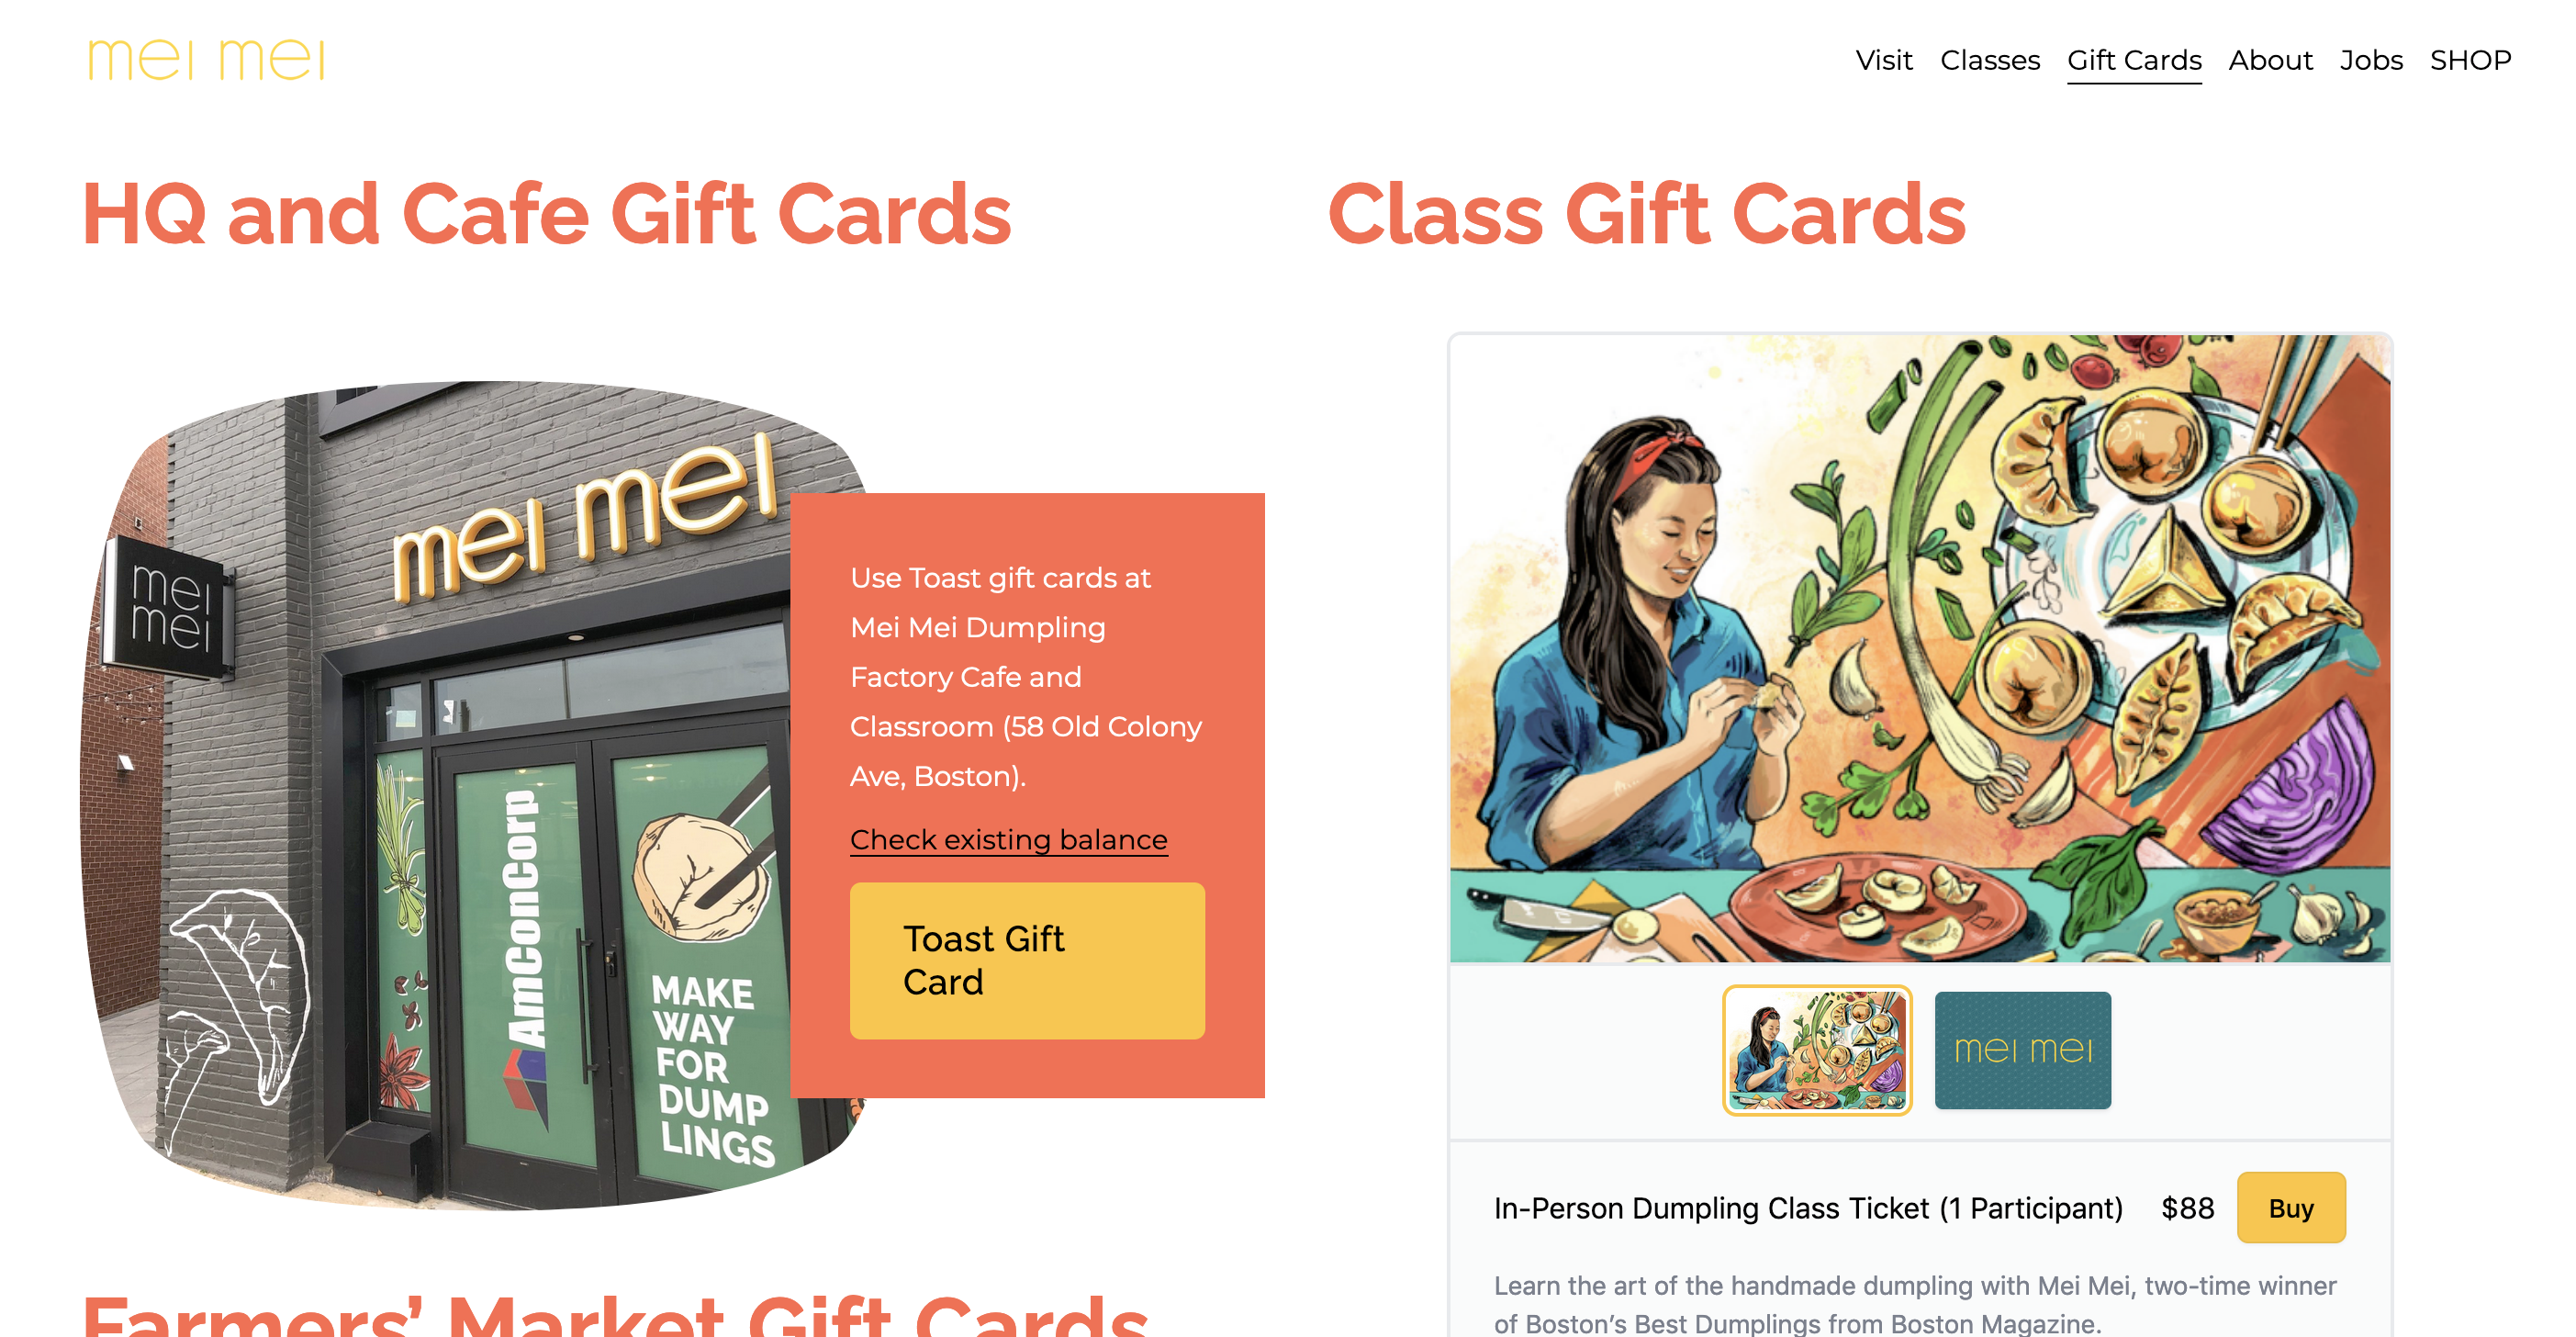 mei mei
Visit Classes Gift Cards About Jobs SHOP
HQ and Cafe Gift Cards
mei mei
mei
mei
AmConCorp
MAKE
WAY
FOR
DUMP
LINGS
Use Toast gift cards at
Mei Mei Dumpling
Factory Cafe and
Classroom (58 Old Colony
Ave, Boston).
Check existing balance
Toast Gift
Card
Farmers’ Market Gift Cards
Class Gift Cards
mei mei
In-Person Dumpling Class Ticket (1 Participant) $88 Buy
Learn the art of the handmade dumpling with Mei Mei, two-time winner
of Boston’s Best Dumplings from Boston Magazine.